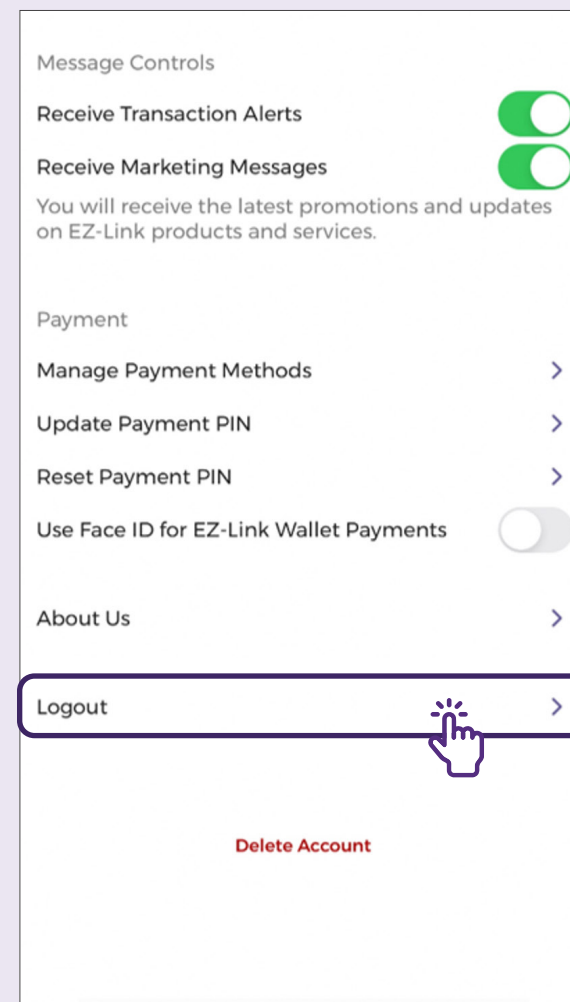 Message Controls
Receive Transaction Alerts
Receive Marketing Messages
You will receive the latest promotions and updates
on EZ-Link products and services.
Payment
Manage Payment Methods
Update Payment PIN
Reset Payment PIN
Use Face ID for EZ-Link Wallet Payments
About Us
Logout
Delete Account